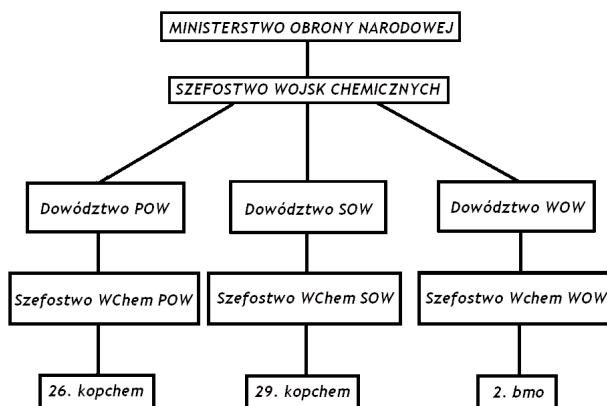 MINISTERSTWO OBRONY NARODOWEJ
SZEFOSTWO WOJSK CHEMICZNYCH
Dowództwo POW
Dowództwo SOW
Dowództwo WOW
Szefostwo WChem POW
Szefostwo WChem SOW
Szefostwo Wchem WOW
26. kopchem
29. kopchem
2. bmo